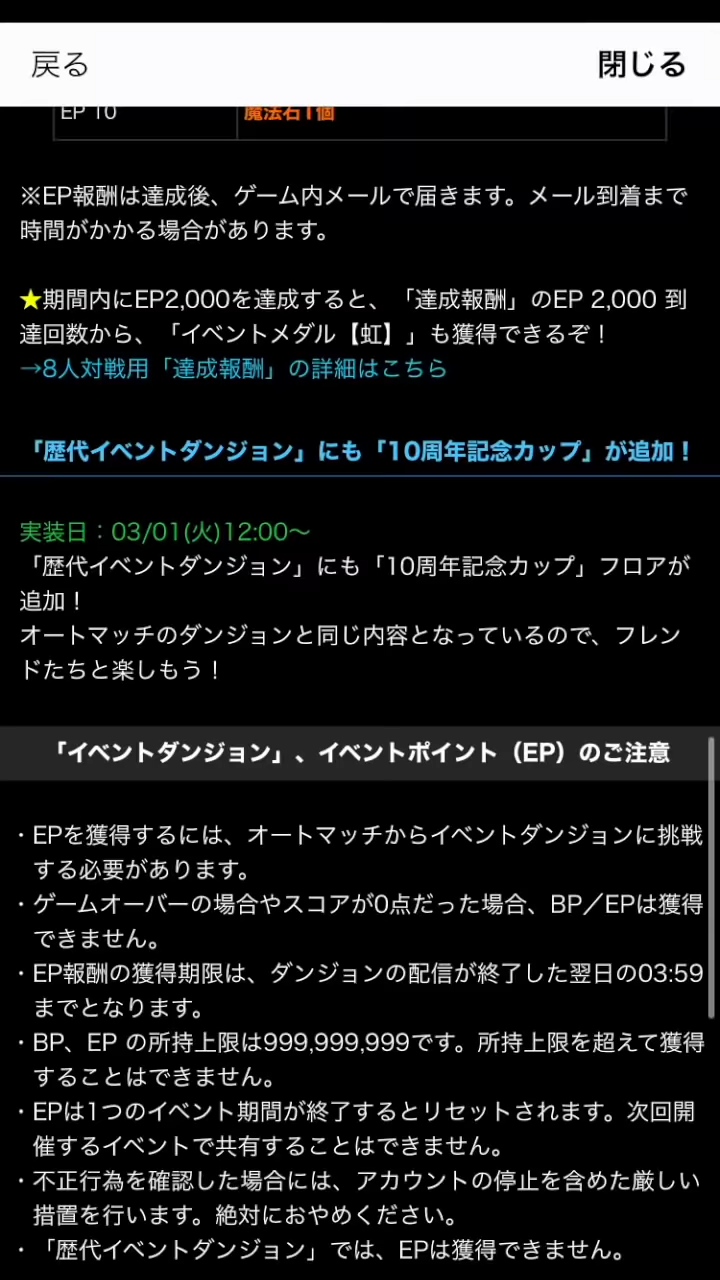 戻る
閉じる
EP 10
魔法石1個
※EP報酬は達成後、ゲーム内メールで届きます。メール到着まで
時間がかかる場合があります。
★期間内にEP2,000を達成すると、「達成報酬」のEP 2,000 到
達回数から、「イベントメダル【虹】」も獲得できるぞ！
→8人対戦用「達成報酬」の詳細はこちら
「歴代イベントダンジョン」にも「10周年記念カップ」が追加！
実装日：03/01(火)12:00～
「歴代イベントダンジョン」にも「10周年記念カップ」フロアが
追加！
オートマッチのダンジョンと同じ内容となっているので、フレン
ドたちと楽しもう！
「イベントダンジョン」、イベントポイント（EP）のご注意
・EPを獲得するには、オートマッチからイベントダンジョンに挑戦
する必要があります。
・ゲームオーバーの場合やスコアが0点だった場合、BP／EPは獲得
できません。
・EP報酬の獲得期限は、ダンジョンの配信が終了した翌日の03:59
までとなります。
・BP、EP の所持上限は999,999,999です。所持上限を超えて獲得
することはできません。
・EPは1つのイベント期間が終了するとリセットされます。次回開
催するイベントで共有することはできません。
・不正行為を確認した場合には、アカウントの停止を含めた厳しい
措置を行います。絶対におやめください。
・「歴代イベントダンジョン」では、EPは獲得できません。